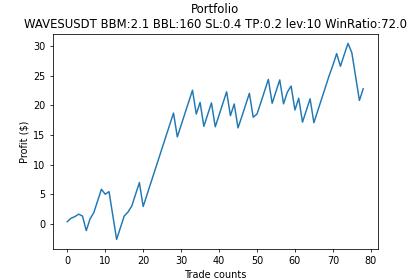 Portfolio
WAVESUSDT BBM:2.1 BBL:160 SL:0.4 TP:0.2 lev:10 WinRatio:72.0
30
25
20
15
10
5
0
Profit ($)
0 10 20 30 40 50 60 70 80
Trade counts